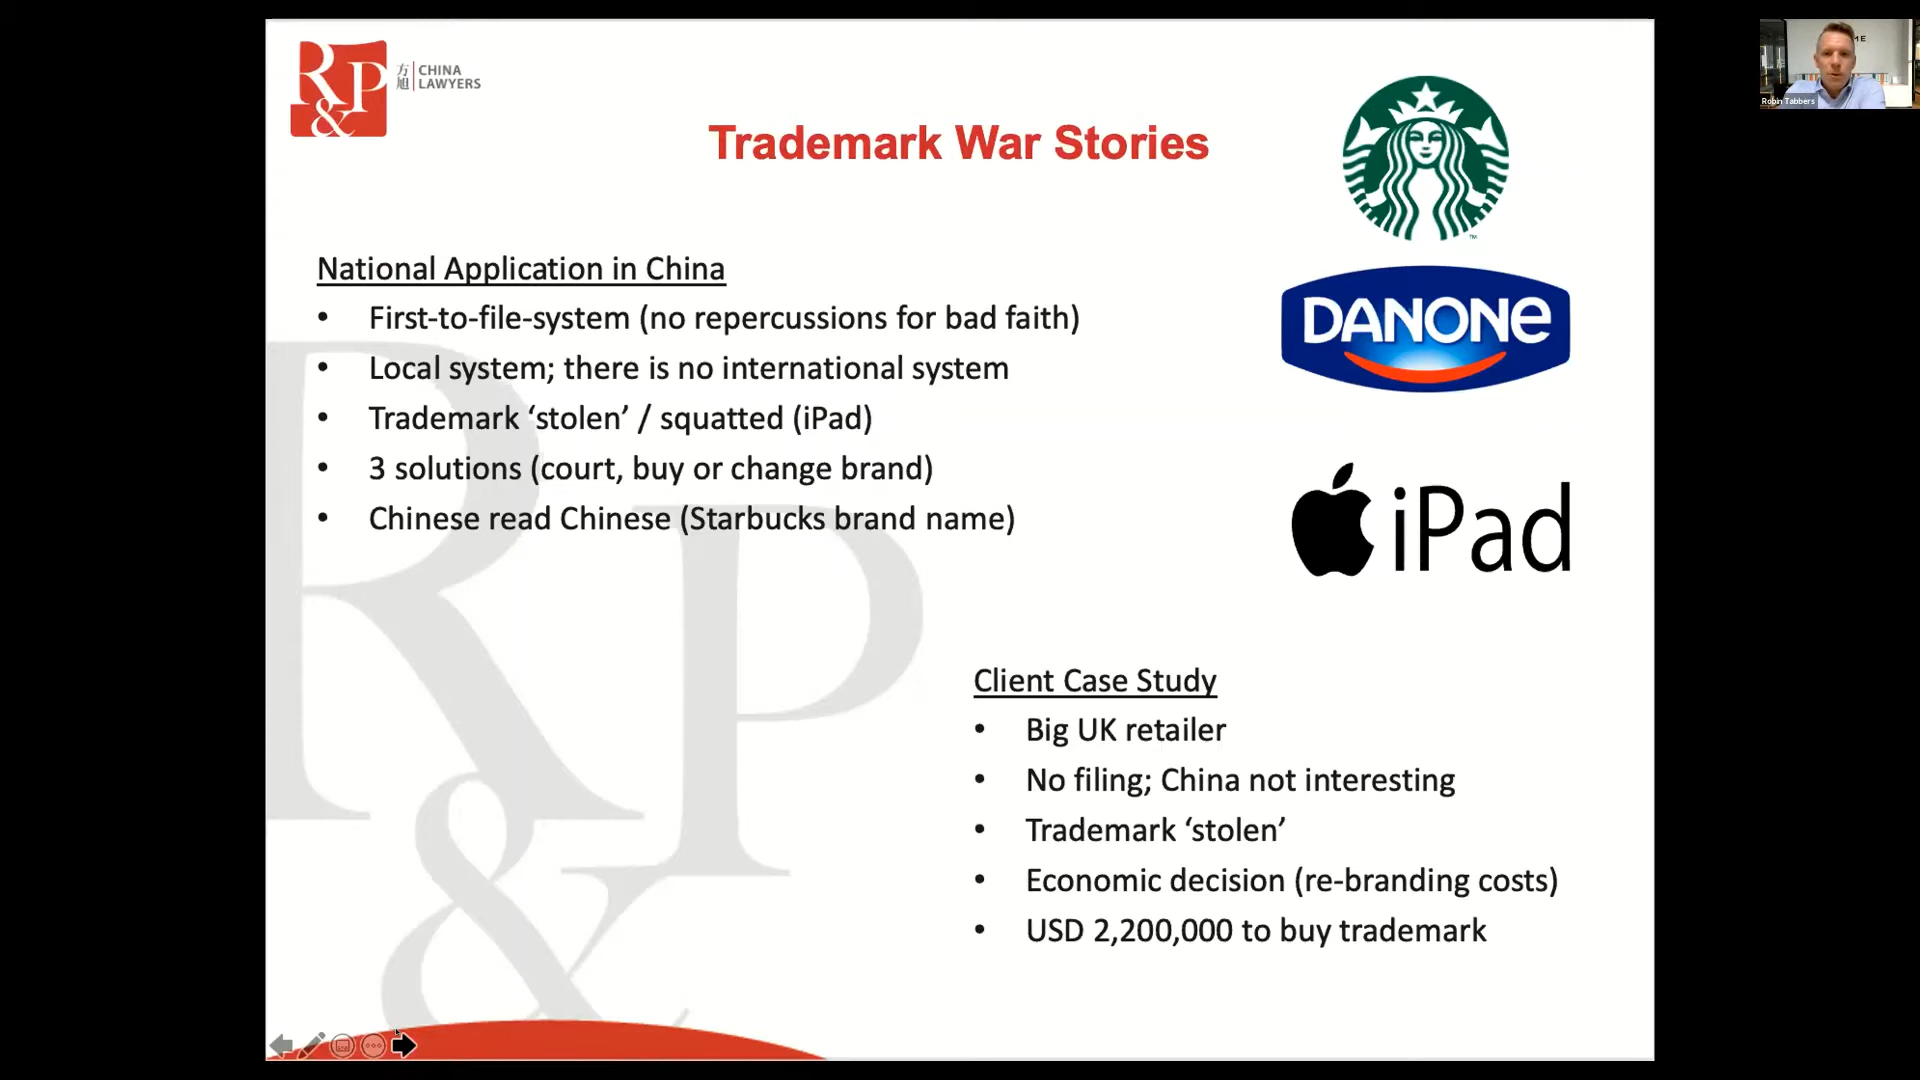 R&P
方旭
CHINA
LAWYERS
ME
Robin Tabbers
Trademark War Stories
National Application in China
• First-to-file-system (no repercussions for bad faith)
• Local system; there is no international system
• Trademark ‘stolen’ / squatted (iPad)
• 3 solutions (court, buy or change brand)
• Chinese read Chinese (Starbucks brand name)
TM
DANONE
iPad
Client Case Study
• Big UK retailer
• No filing; China not interesting
• Trademark ‘stolen’
• Economic decision (re-branding costs)
• USD 2,200,000 to buy trademark
R&P